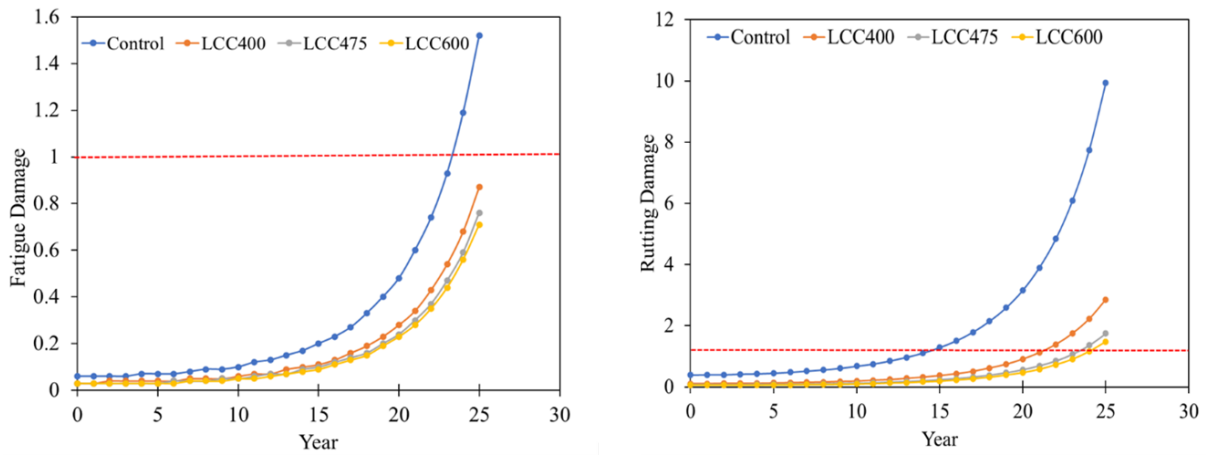 1.6
1.4
1.2
1
0.8
0.6
0.4
0.2
0
Fatigue Damage
Control LCC400 LCC475 LCC600
0 5 10 15 20 25 30
Year
12
10
8
6
4
2
0
Rutting Damage
Control LCC400 LCC475 LCC600
0 5 10 15 20 25 30
Year